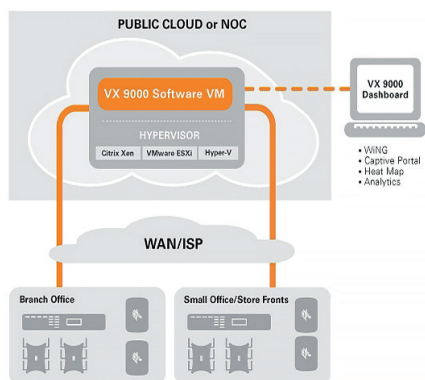 PUBLIC CLOUD or NOC
VX 9000 Software VM
HYPERVISOR
Citrix Xen
VMware ESXi
Hyper-V
VX 9000
Dashboard
• WiNG
• Captive Portal
• Heat Map
• Analytics
WAN/ISP
Branch Office
Small Office/Store Fronts